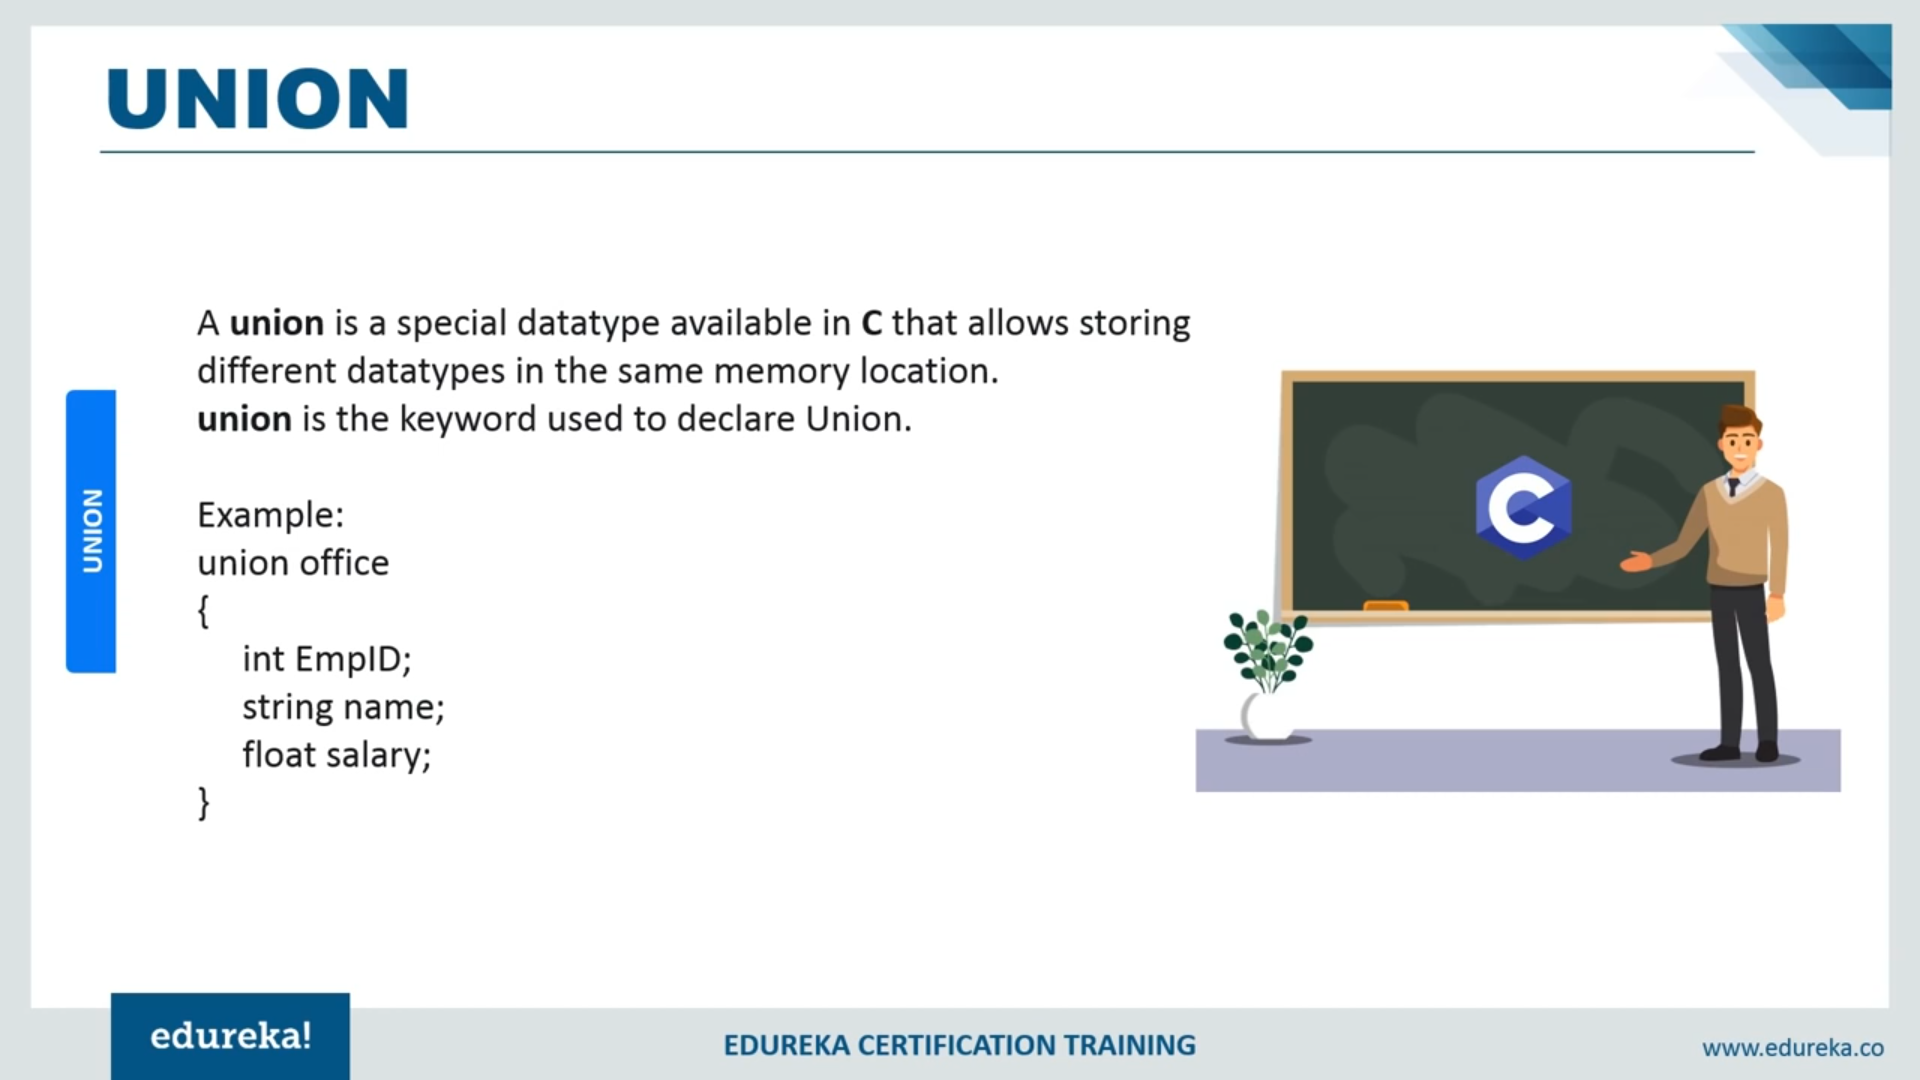 UNION
A union is a special datatype available in C that allows storing
different datatypes in the same memory location.
union is the keyword used to declare Union.
UNION
Example:
union office
{
int EmpID;
string name;
float salary;
}
C
edureka!
EDUREKA CERTIFICATION TRAINING
www.edureka.co